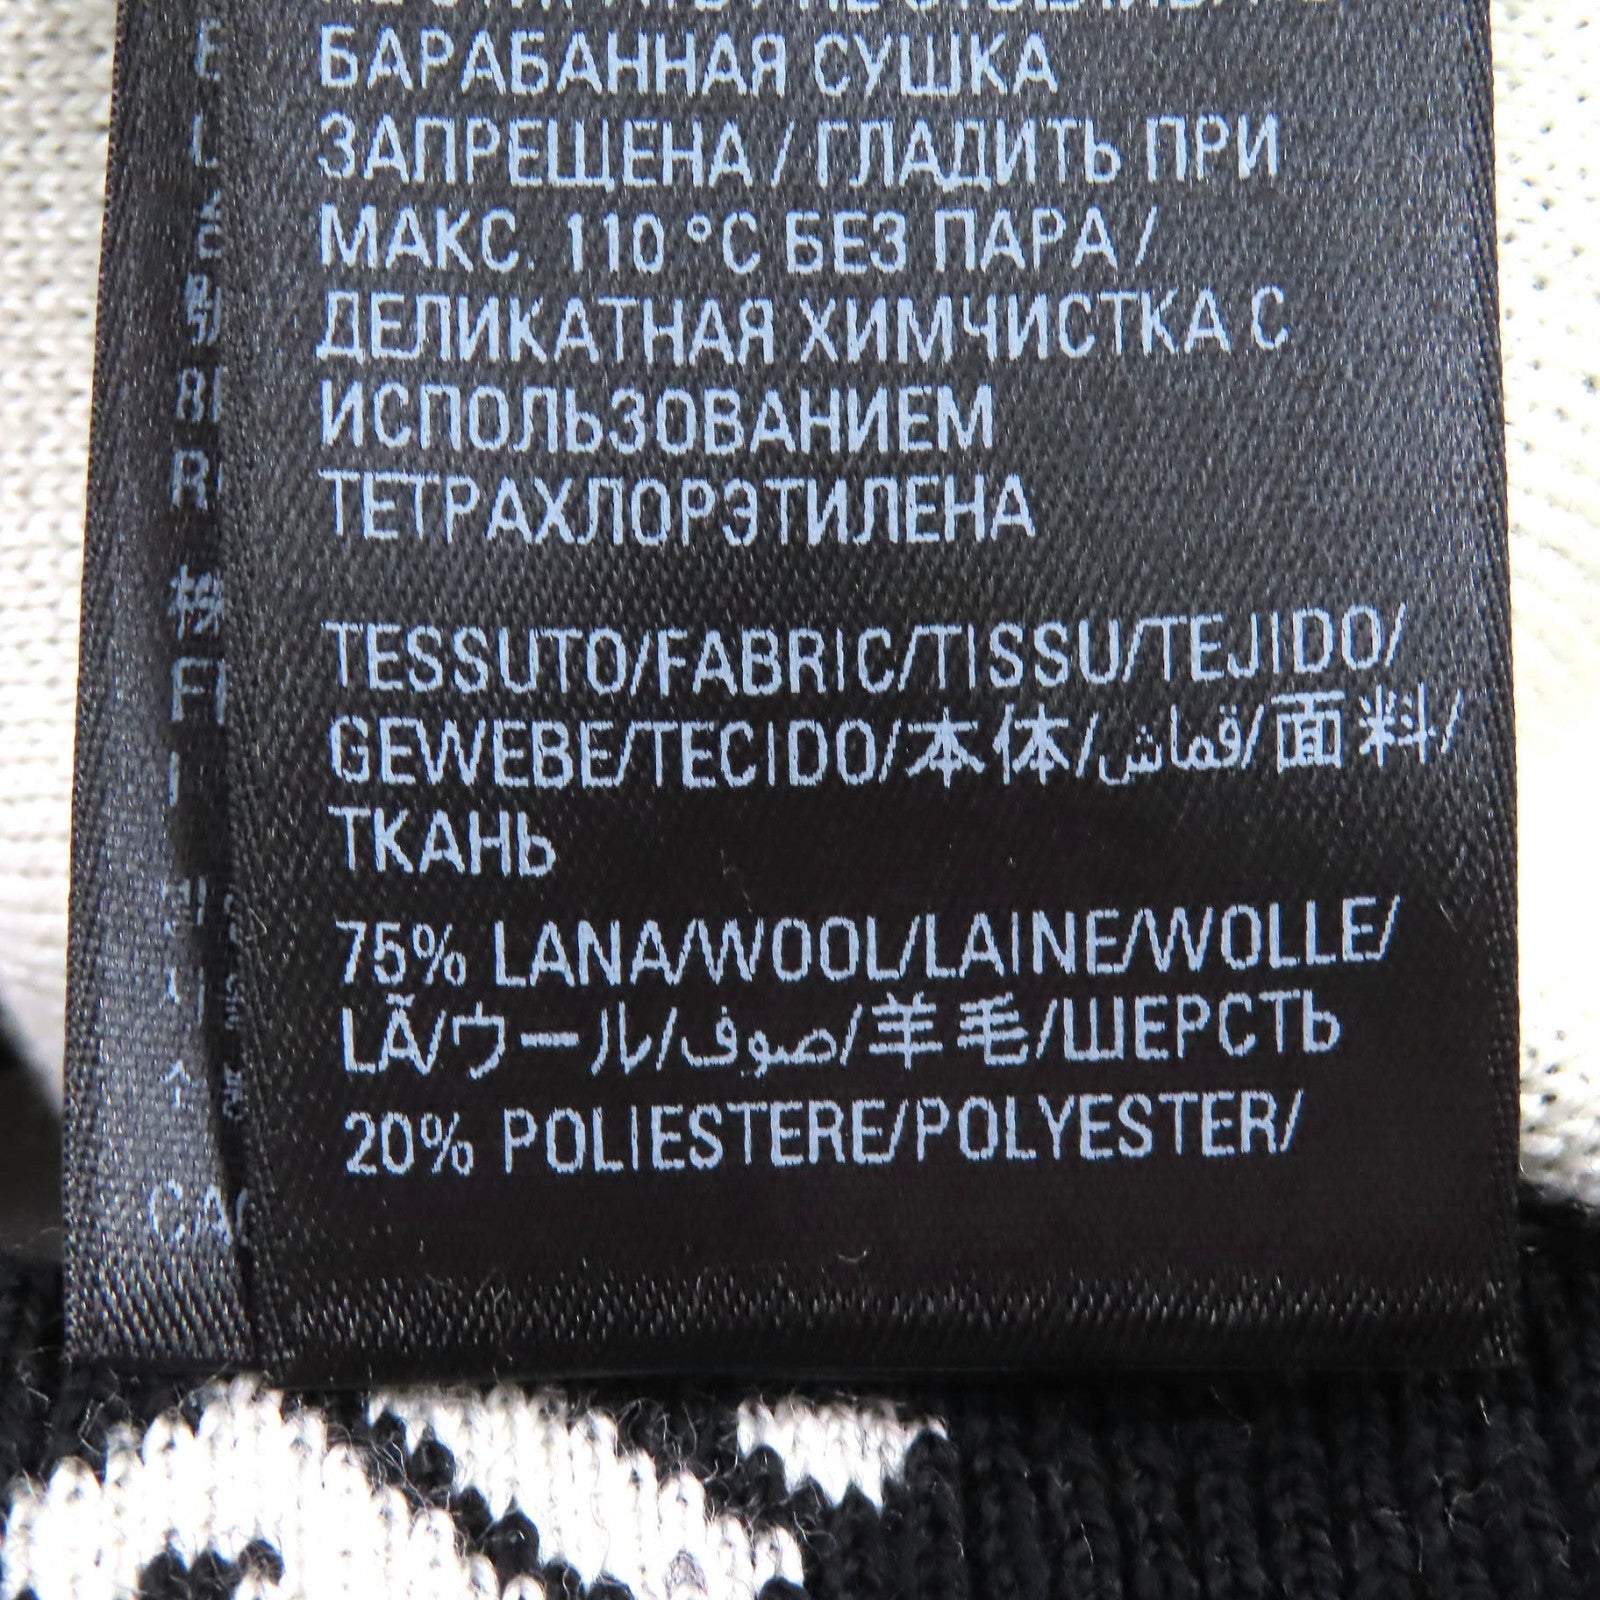 БАРАБАННАЯ СУШКА
ЗАПРЕЩЕНА / ГЛАДИТЬ ПРИ
МАКС. 110 °C БЕЗ ПАРА /
ДЕЛИКАТНАЯ ХИМЧИСТКА С
ИСПОЛЬЗОВАНИЕМ
ТЕТРАХЛОРЭТИЛЕНА
TESSUTO/FABRIC/TISSU/TEJIDO/
GEWEBE/TECIDO/本体/قماش/面料/
ТКАНЬ
75% LANA/WOOL/LAINE/WOLLE/
LÃ/ウール/صوف/羊毛/ШЕРСТЬ
20% POLIESTERE/POLYESTER/